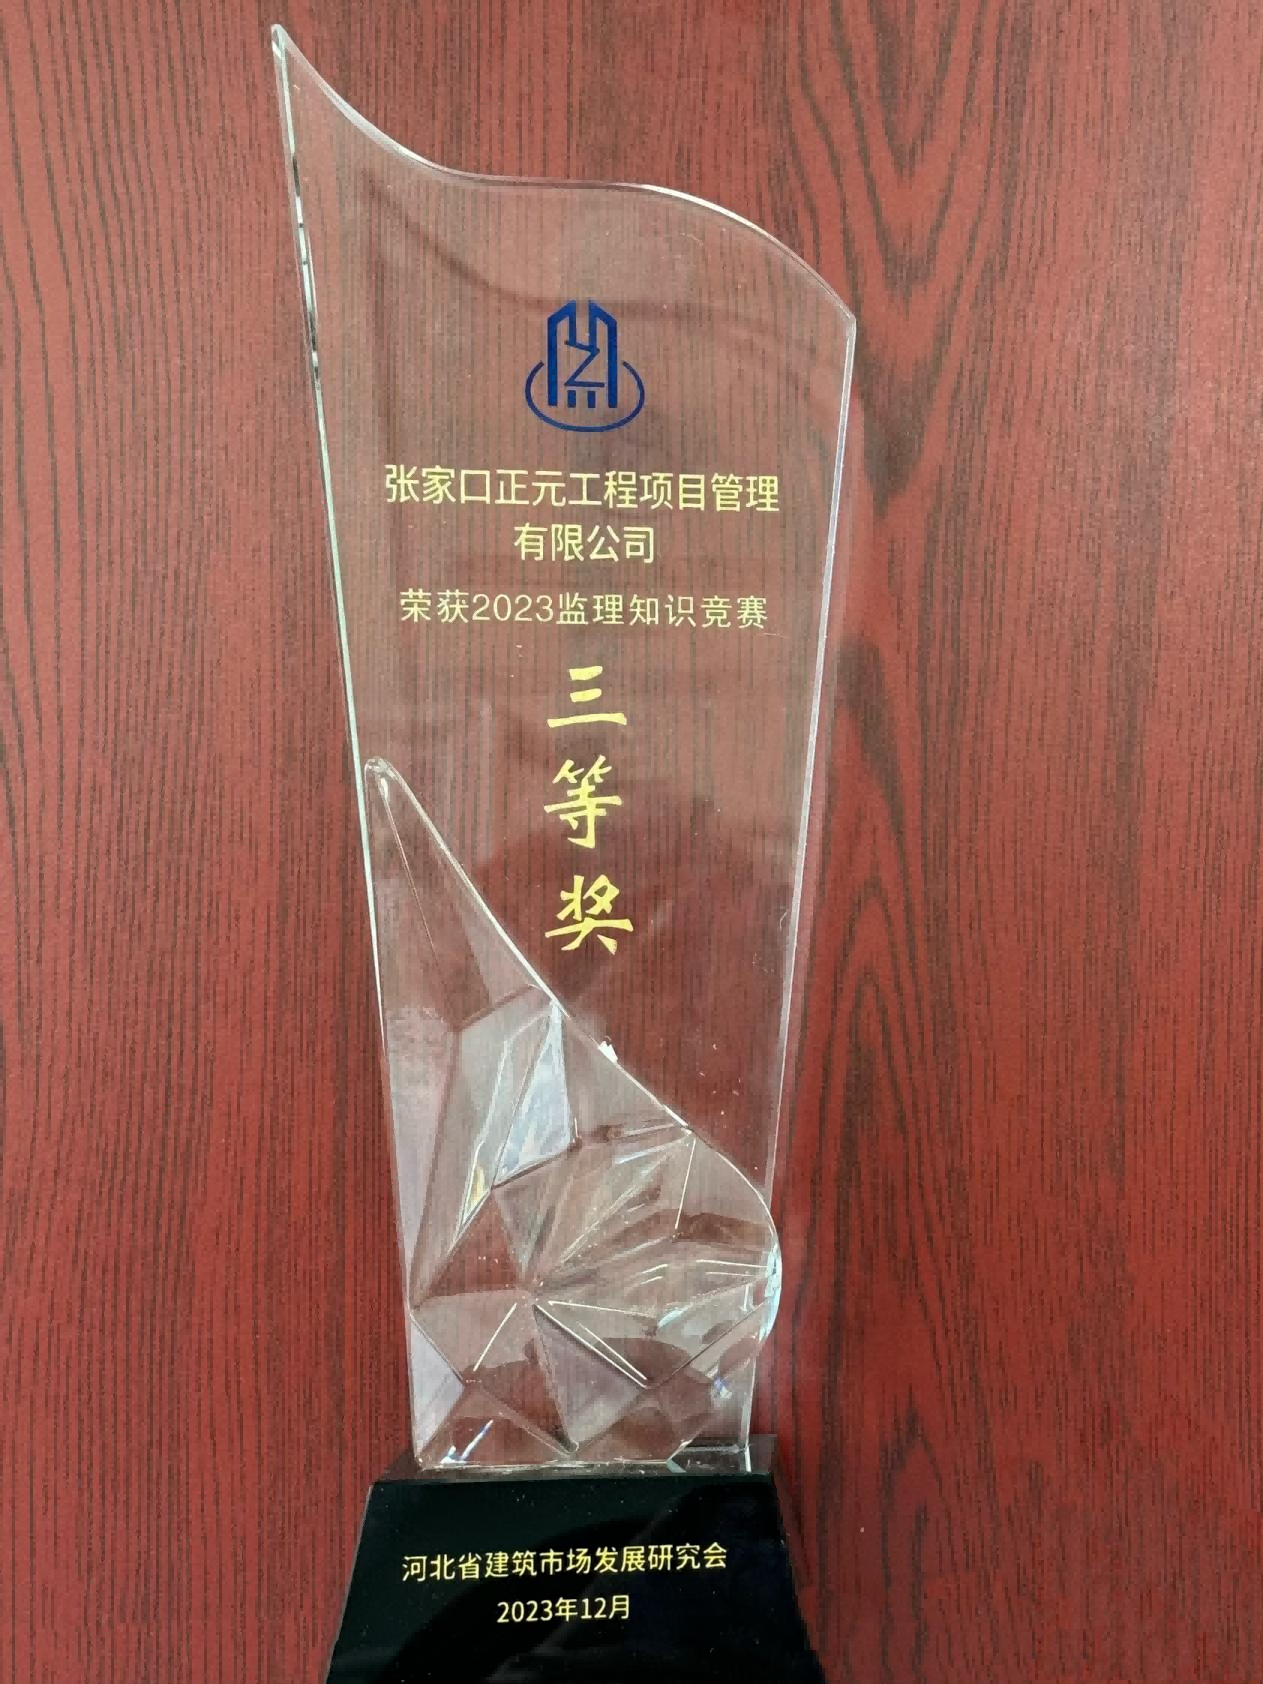 张家口正元工程项目管理
有限公司
荣获2023监理知识竞赛
三
等
奖
河北省建筑市场发展研究会
2023年12月